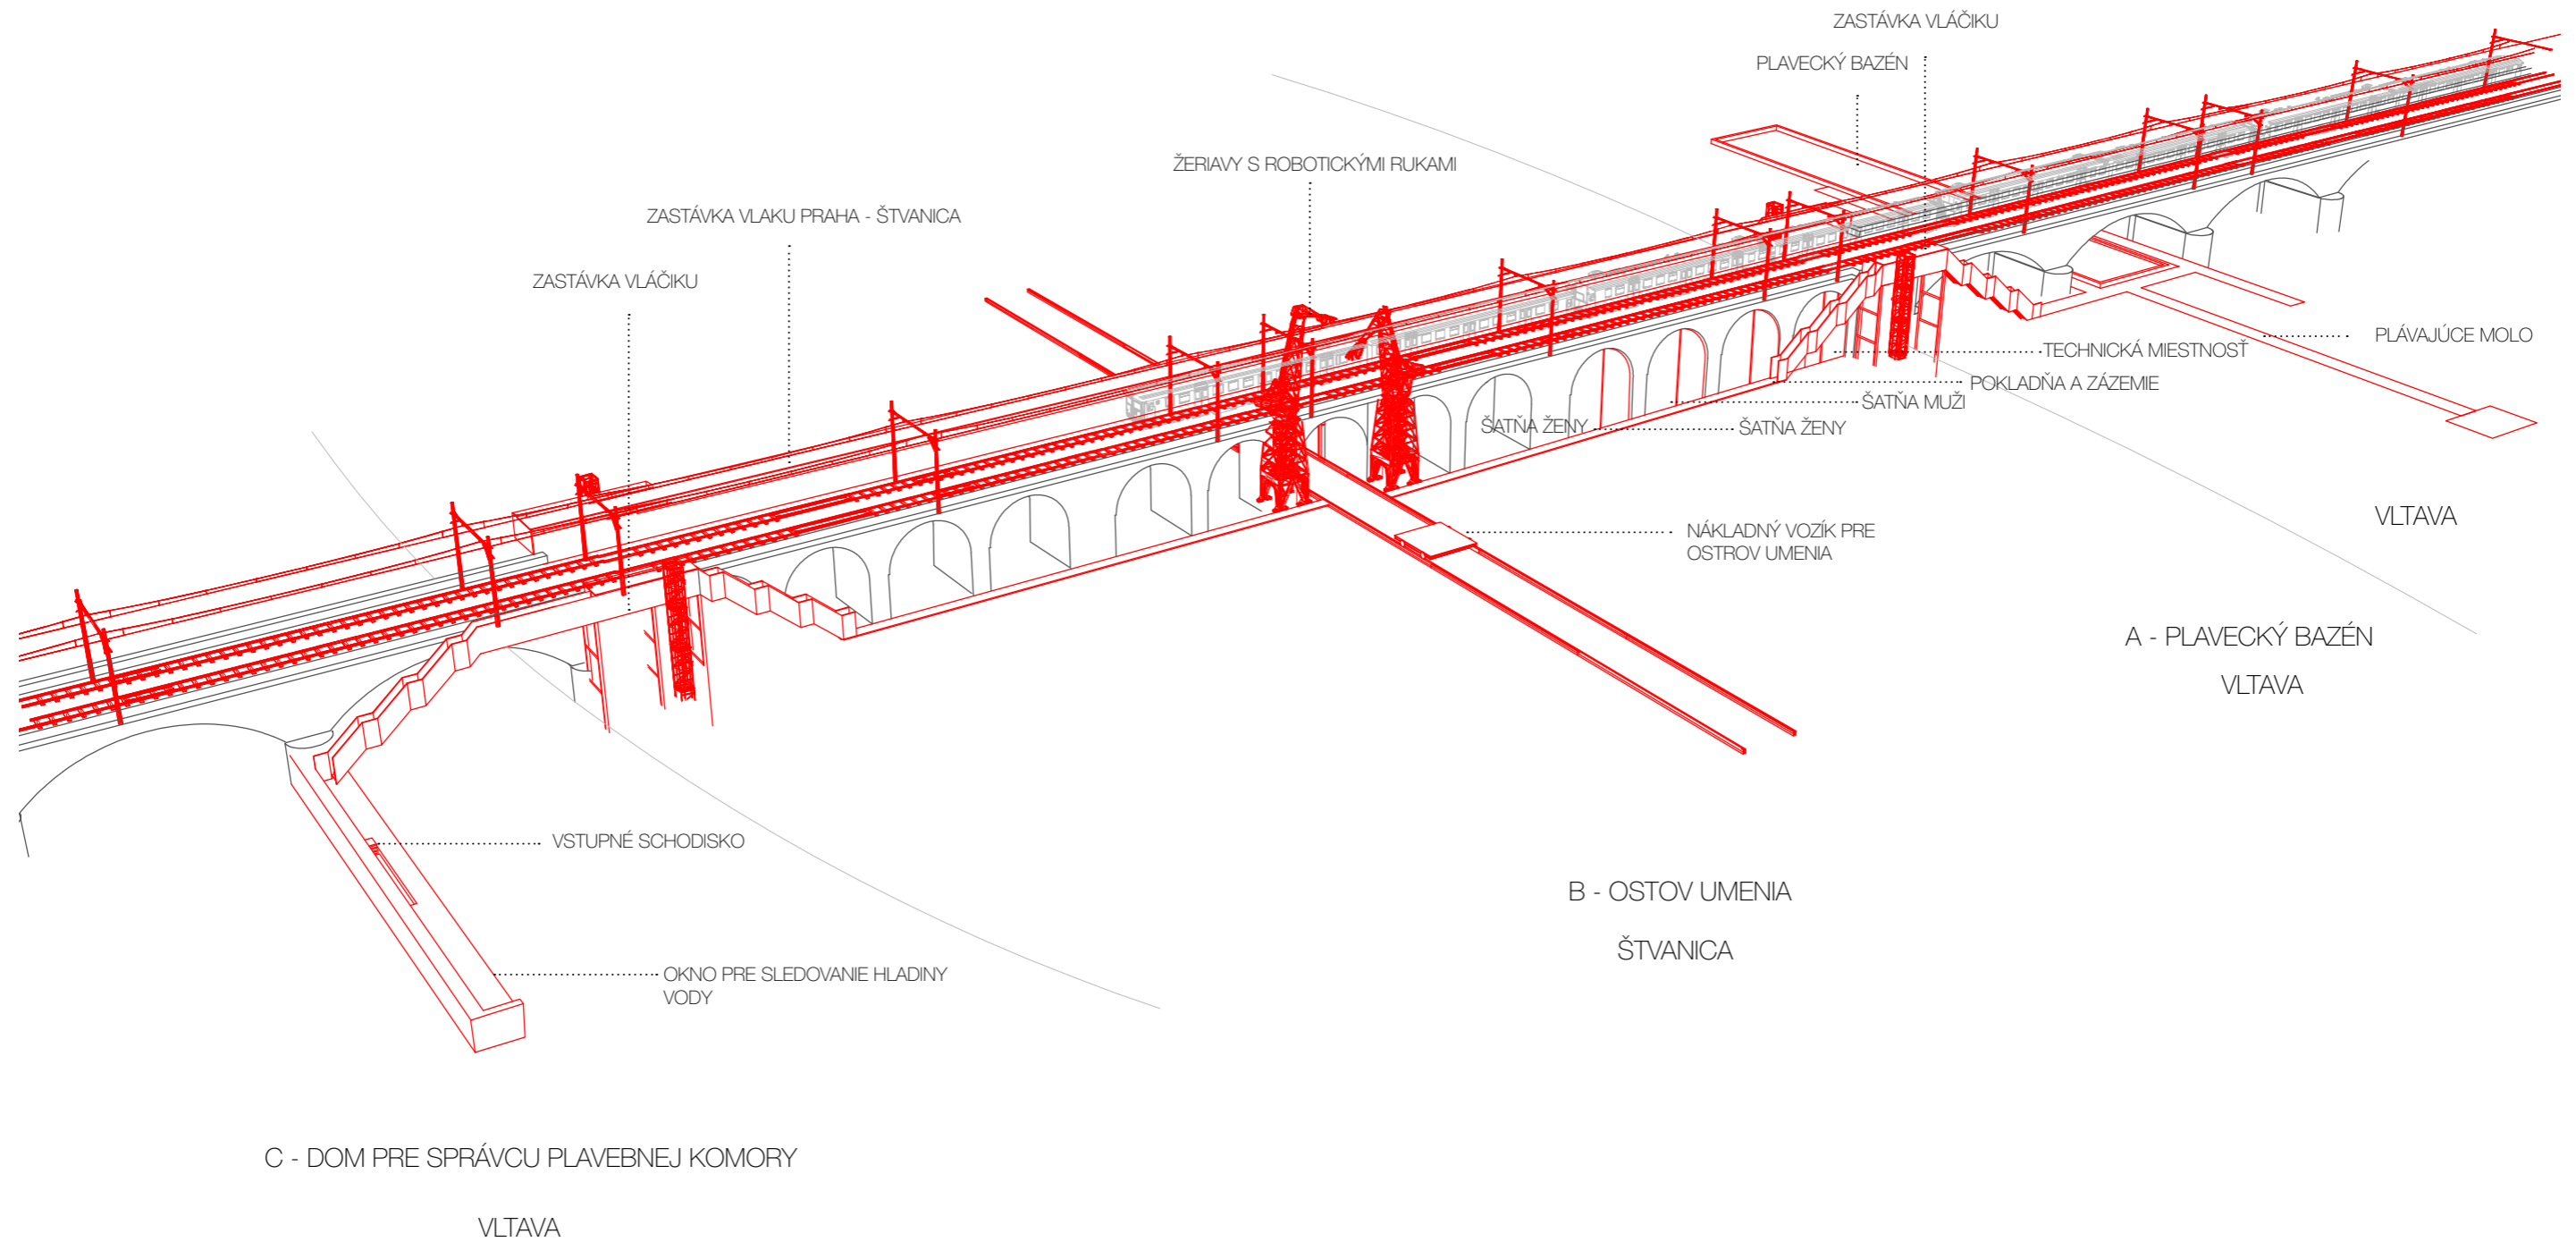 ZASTÁVKA VLÁČIKU
PLAVECKÝ BAZÉN
ŽERIAVY S ROBOTICKÝMI RUKAMI
ZASTÁVKA VLAKU PRAHA - ŠTVANICA
ZASTÁVKA VLÁČIKU
PLÁVAJÚCE MOLO
TECHNICKÁ MIESTNOSŤ
POKLADŇA A ZÁZEMIE
ŠATŇA MUŽI
ŠATŇA ŽENY
ŠATŇA ŽENY
VLTAVA
NÁKLADNÝ VOZÍK PRE
OSTROV UMENIA
A - PLAVECKÝ BAZÉN
VLTAVA
VSTUPNÉ SCHODISKO
B - OSTOV UMENIA
ŠTVANICA
OKNO PRE SLEDOVANIE HLADINY
VODY
C - DOM PRE SPRÁVCU PLAVEBNEJ KOMORY
VLTAVA